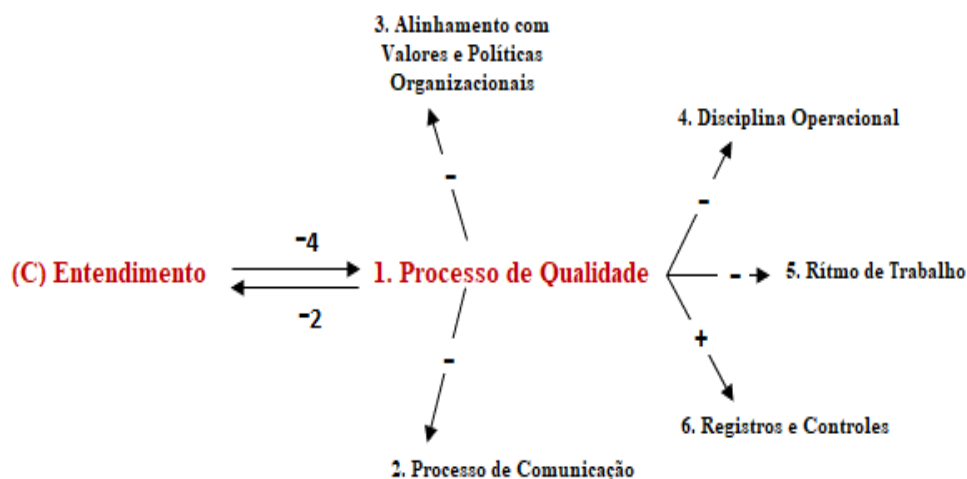 3. Alinhamento com
Valores e Políticas
Organizacionais
4. Disciplina Operacional
-
-
-4
(C) Entendimento
1. Processo de Qualidade
-
5. Rítmo de Trabalho
-2
+
-
6. Registros e Controles
2. Processo de Comunicação